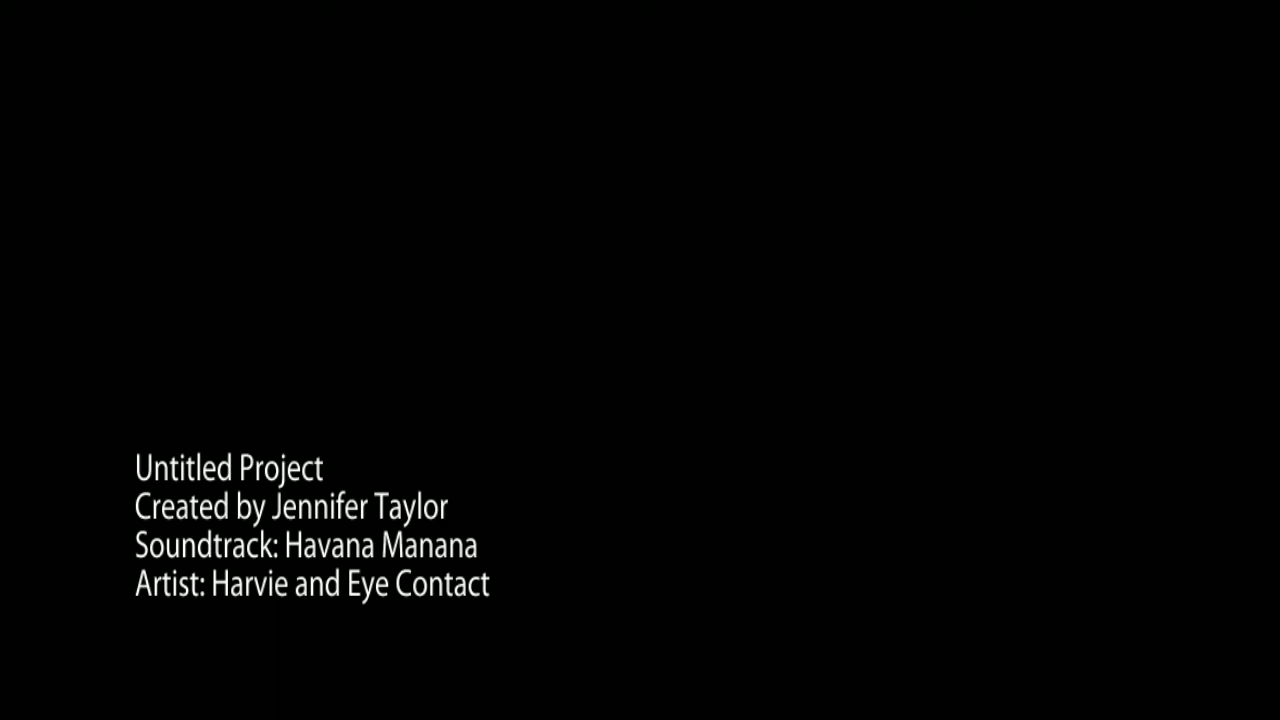 Untitled Project
Created by Jennifer Taylor
Soundtrack: Havana Manana
Artist: Harvie and Eye Contact